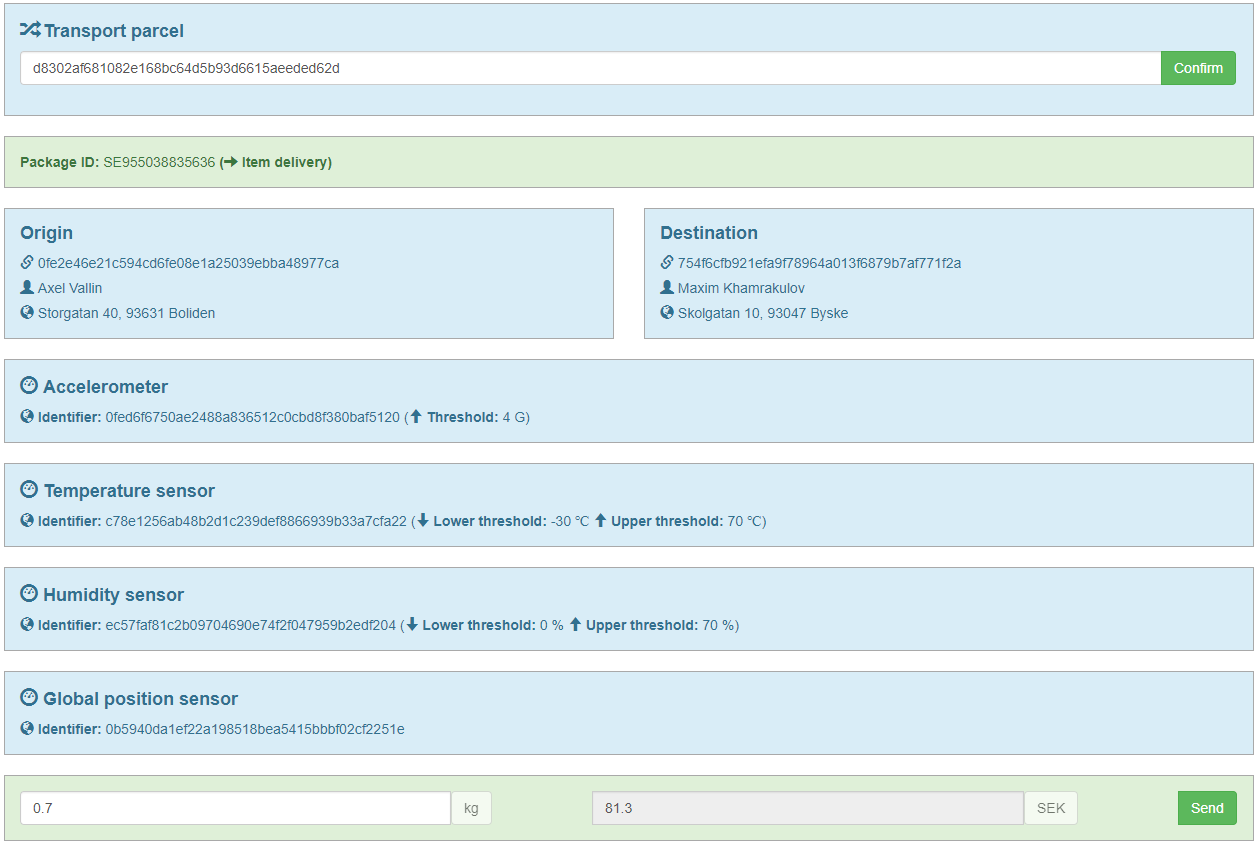 Transport parcel
d8302af681082e168bc64d5b93d6615aeeded62d
Confirm
Package ID: SE955038835636 (➔ Item delivery)
Origin
0fe2e46e21c594cd6fe08e1a25039ebba48977ca
Axel Vallin
Storgatan 40, 93631 Boliden
Destination
754f6cfb921efa9f78964a013f6879b7af771f2a
Maxim Khamrakulov
Skolgatan 10, 93047 Byske
Accelerometer
Identifier: 0fed6f6750ae2488a836512c0cbd8f380baf5120 (⬆ Threshold: 4 G)
Temperature sensor
Identifier: c78e1256ab48b2d1c239def8866939b33a7cfa22 (⬇ Lower threshold: -30 ℃ ⬆ Upper threshold: 70 ℃)
Humidity sensor
Identifier: ec57faf81c2b09704690e74f2f047959b2edf204 (⬇ Lower threshold: 0 % ⬆ Upper threshold: 70 %)
Global position sensor
Identifier: 0b5940da1ef22a198518bea5415bbbf02cf2251e
0.7 kg 81.3 SEK Send